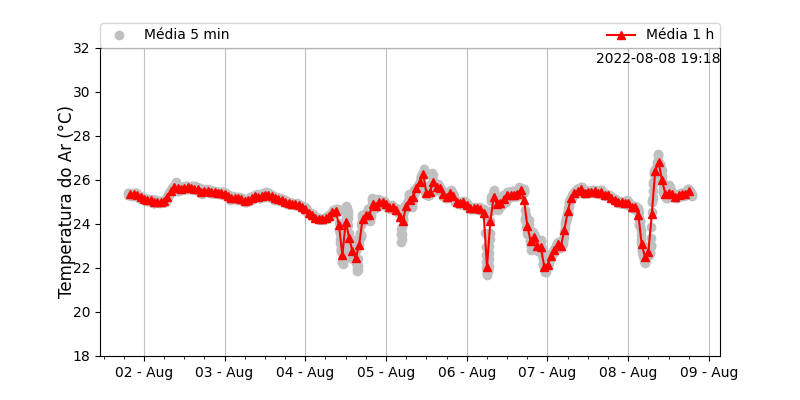 Média 5 min
Média 1 h
2022-08-08 19:18
Temperatura do Ar (°C)
32
30
28
26
24
22
20
18
02 - Aug
03 - Aug
04 - Aug
05 - Aug
06 - Aug
07 - Aug
08 - Aug
09 - Aug